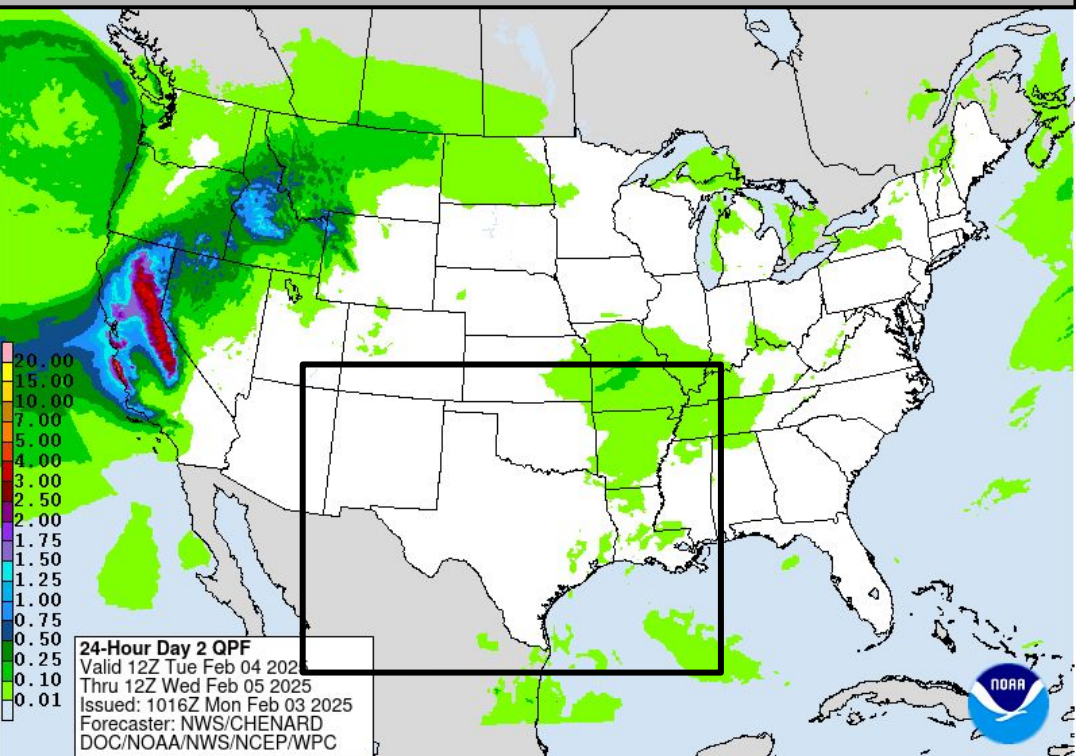 20.00
15.00
10.00
7.00
5.00
4.00
3.00
2.50
2.00
1.75
1.50
1.25
1.00
0.75
0.50
0.25
0.10
0.01
24-Hour Day 2 QPF
Valid 12Z Tue Feb 04 2025
Thru 12Z Wed Feb 05 2025
Issued: 1016Z Mon Feb 03 2025
Forecaster: NWS/CHENARD
DOC/NOAA/NWS/NCEP/WPC
NOAA